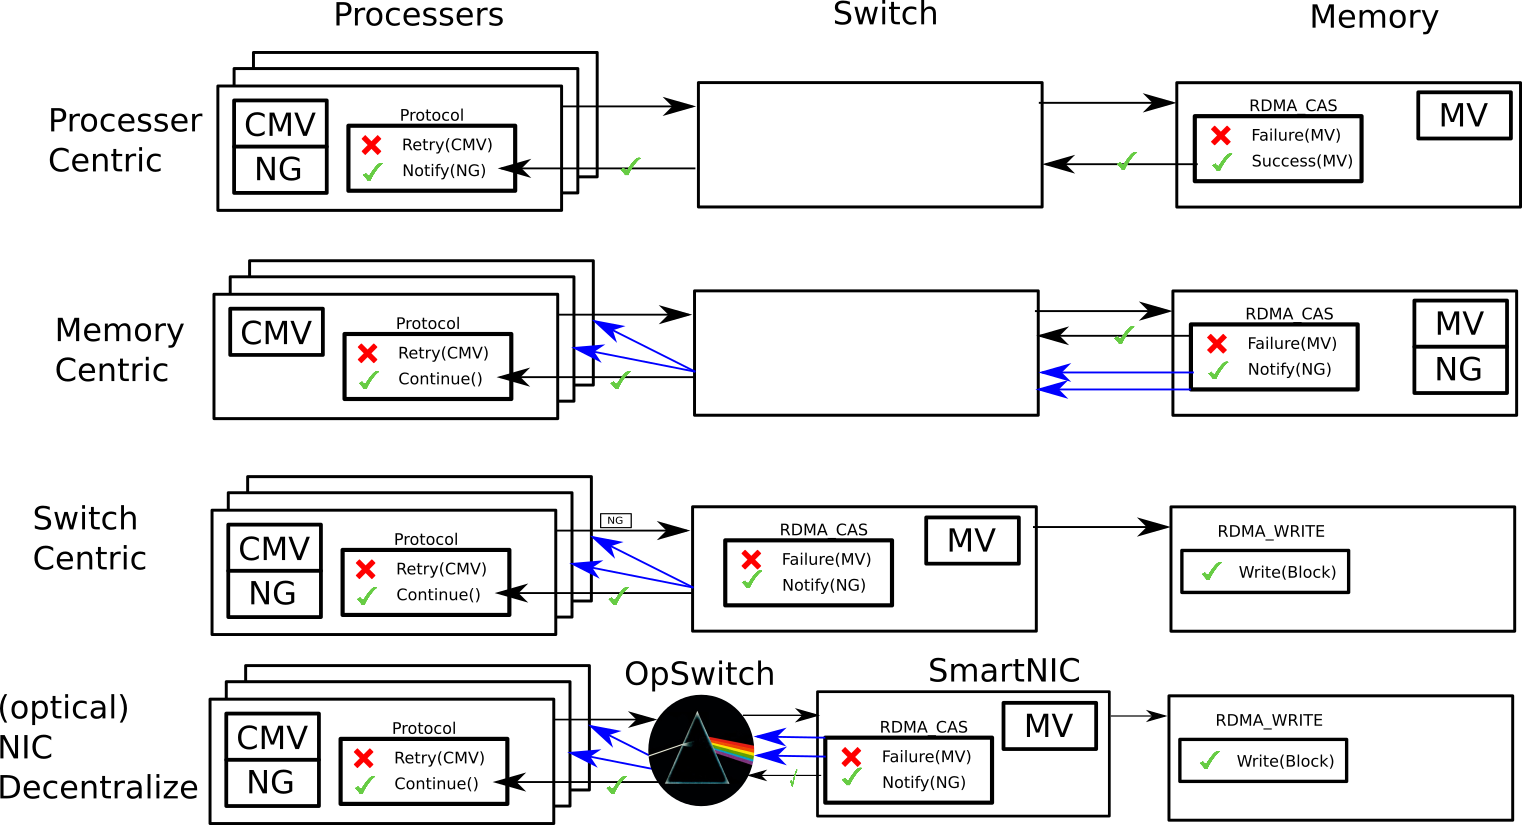 Processers
Switch
Memory
Processer
Centric
CMV
NG
Protocol
Retry(CMV)
Notify(NG)
RDMA_CAS
Failure(MV)
Success(MV)
MV
Memory
Centric
CMV
Protocol
Retry(CMV)
Continue()
RDMA_CAS
Failure(MV)
Notify(NG)
MV
NG
Switch
Centric
CMV
NG
Protocol
Retry(CMV)
Continue()
NG
RDMA_CAS
Failure(MV)
Notify(NG)
MV
RDMA_WRITE
Write(Block)
(optical)
NIC
Decentralize
CMV
NG
Protocol
Retry(CMV)
Continue()
OpSwitch
SmartNIC
RDMA_CAS
Failure(MV)
Notify(NG)
MV
RDMA_WRITE
Write(Block)